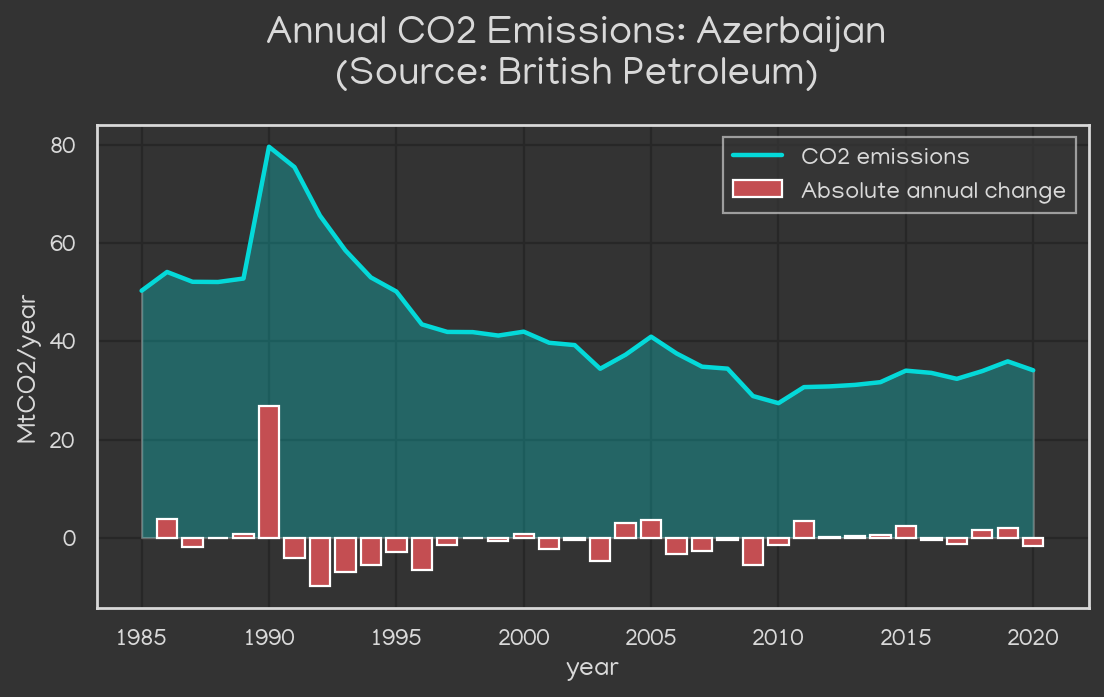 Annual CO2 Emissions: Azerbaijan
(Source: British Petroleum)
CO2 emissions
Absolute annual change
80
60
40
20
0
MtCO2/year
1985 1990 1995 2000 2005 2010 2015 2020
year